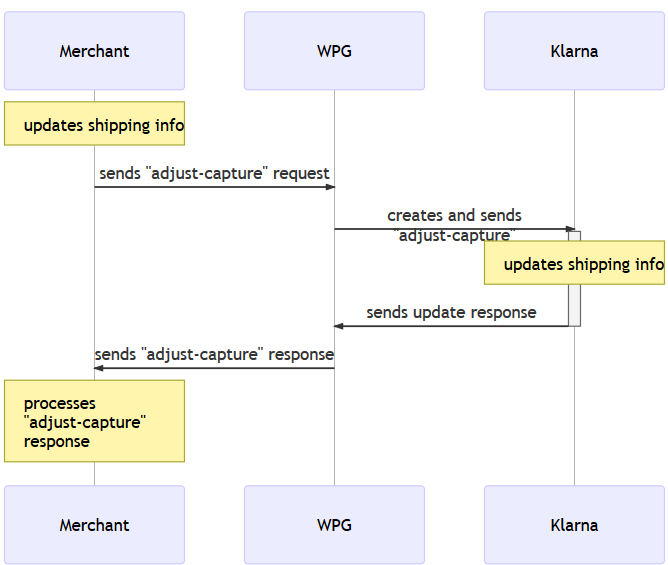 Merchant
WPG
Klarna
updates shipping info
sends "adjust-capture" request
creates and sends
"adjust-capture"
updates shipping info
sends update response
sends "adjust-capture" response
processes
"adjust-capture"
response
Merchant
WPG
Klarna